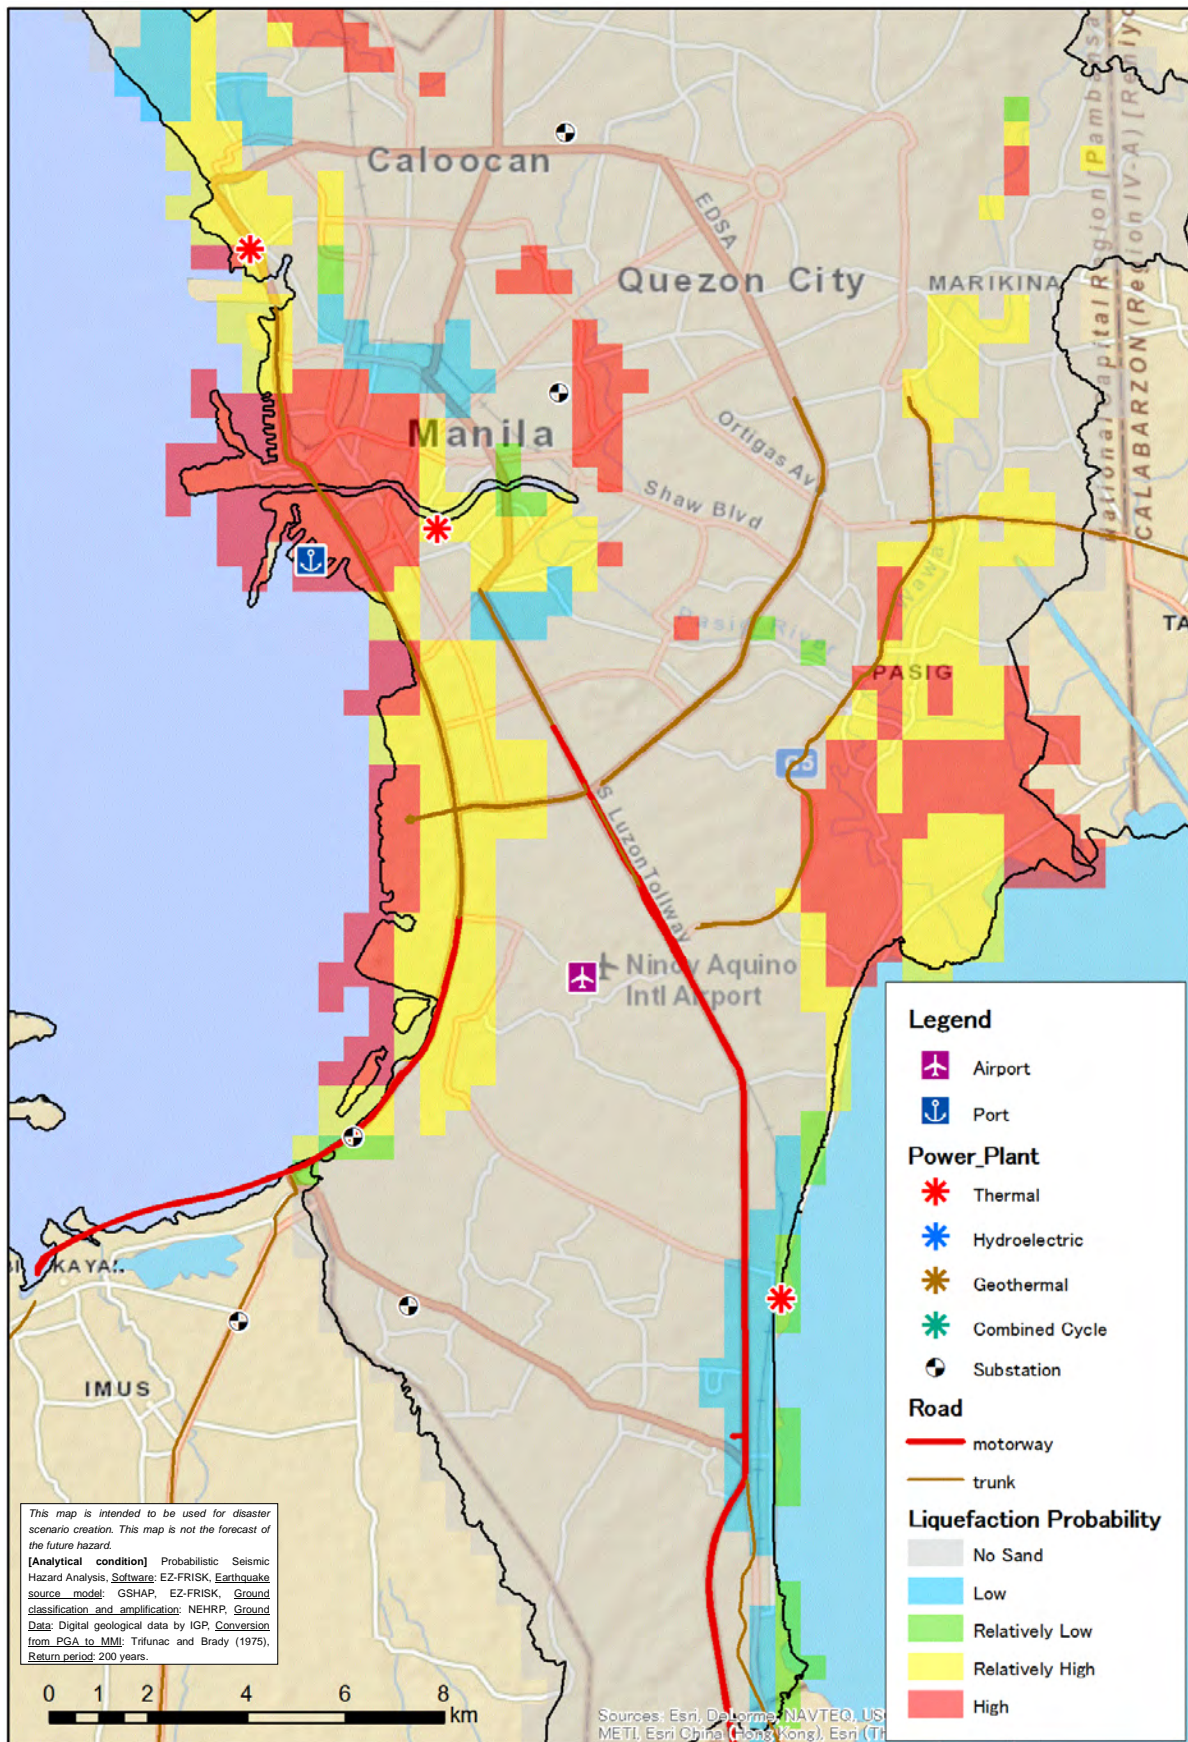 Caloocan
EDSA
Quezon City
MARIKINA
National Capital Region [Pambansa
CALABARZON (Region IV-A) [Rehiyo
Manila
Ortigas Av
Shaw Blvd
Wawa
Pasig River
TA
PASIG
C5
S Luzon Tollway
Ninoy Aquino
Intl Airport
KAYAN
IMUS
Legend
Airport
Port
Power_Plant
Thermal
Hydroelectric
Geothermal
Combined Cycle
Substation
Road
motorway
trunk
Liquefaction Probability
No Sand
Low
Relatively Low
Relatively High
High
This map is intended to be used for disaster
scenario creation. This map is not the forecast of
the future hazard.
[Analytical condition] Probabilistic Seismic
Hazard Analysis, Software: EZ-FRISK, Earthquake
source model: GSHAP, EZ-FRISK, Ground
classification and amplification: NEHRP, Ground
Data: Digital geological data by IGP, Conversion
from PGA to MMI: Trifunac and Brady (1975),
Return period: 200 years.
0 1 2 4 6 8 km
Sources: Esri, DeLorme, NAVTEQ, US
METI, Esri China (Hong Kong), Esri (Th